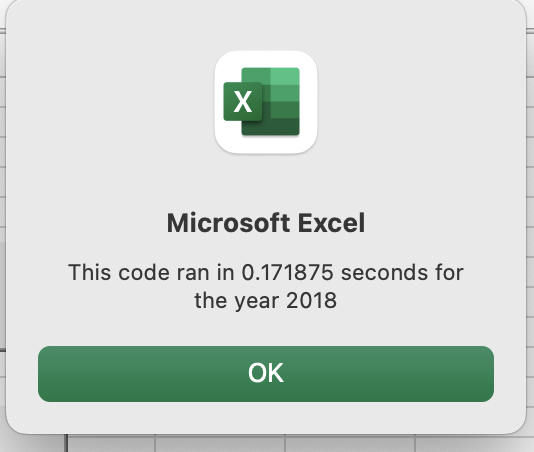 X
Microsoft Excel
This code ran in 0.171875 seconds for
the year 2018
OK